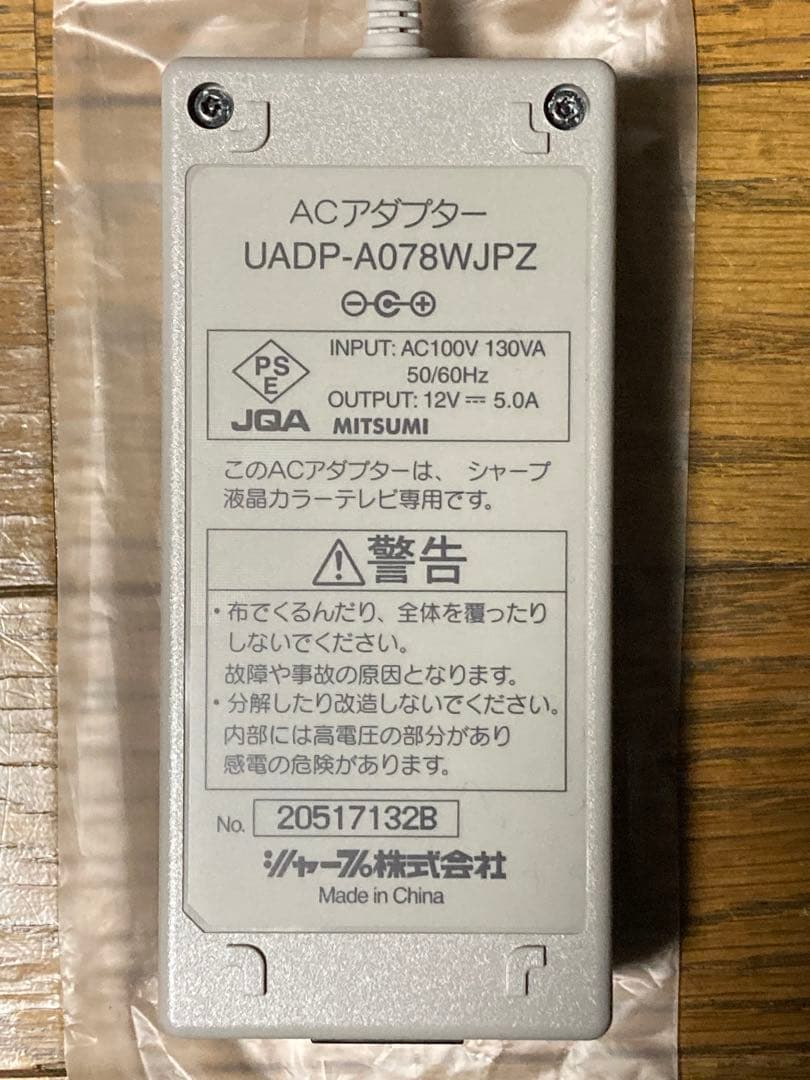 ACアダプター
UADP-A078WJPZ
PS
E
JQA
INPUT: AC100V 130VA
50/60Hz
OUTPUT: 12V⎓ 5.0A
MITSUMI
このACアダプターは、シャープ
液晶カラーテレビ専用です。
⚠警告
・布でくるんだり、全体を覆ったり
しないでください。
故障や事故の原因となります。
・分解したり改造しないでください。
内部には高電圧の部分があり
感電の危険があります。
No. 20517132B
シャープ株式会社
Made in China